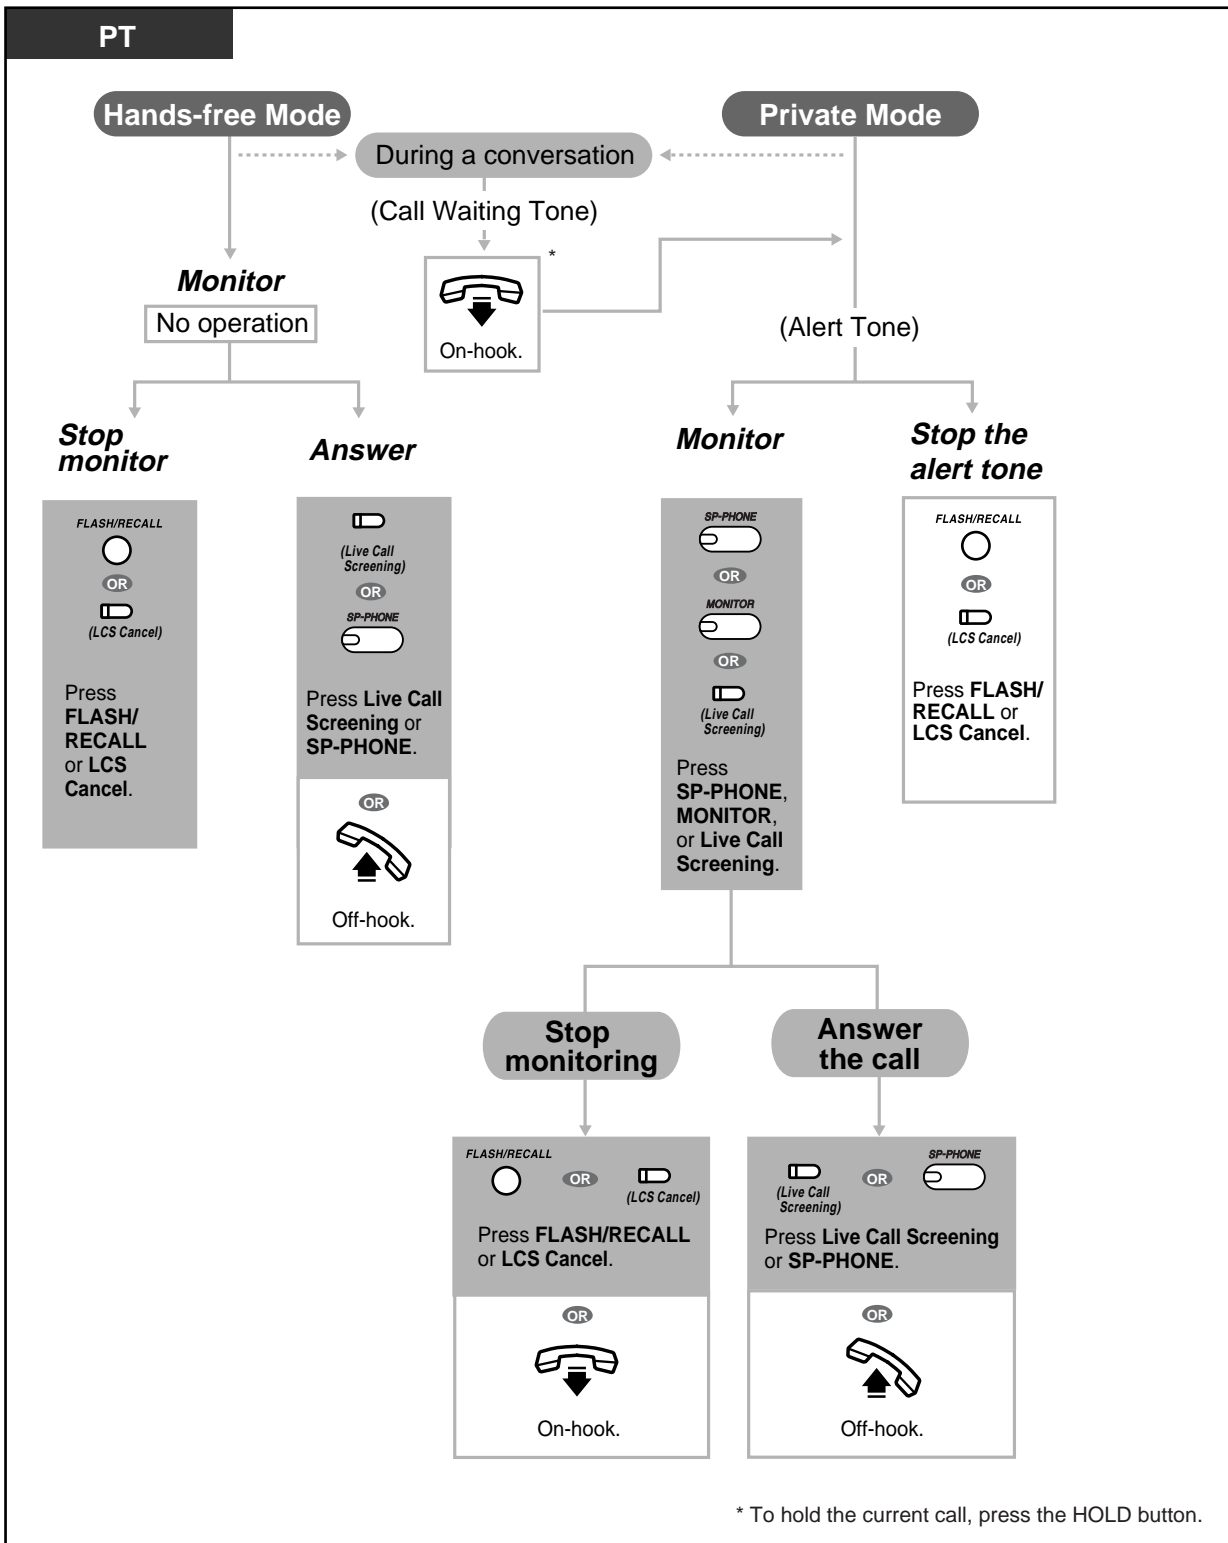 PT
Hands-free Mode
Private Mode
During a conversation
(Call Waiting Tone)
*
On-hook.
Monitor
No operation
(Alert Tone)
Stop
monitor
FLASH/RECALL
OR
(LCS Cancel)
Press
FLASH/
RECALL
or LCS
Cancel.
Answer
(Live Call
Screening)
OR
SP-PHONE
Press Live Call
Screening or
SP-PHONE.
OR
Off-hook.
Monitor
SP-PHONE
OR
MONITOR
OR
(Live Call
Screening)
Press
SP-PHONE,
MONITOR,
or Live Call
Screening.
Stop the
alert tone
FLASH/RECALL
OR
(LCS Cancel)
Press FLASH/
RECALL or
LCS Cancel.
Stop
monitoring
FLASH/RECALL
OR
(LCS Cancel)
Press FLASH/RECALL
or LCS Cancel.
OR
On-hook.
Answer
the call
(Live Call
Screening)
OR
SP-PHONE
Press Live Call Screening
or SP-PHONE.
OR
Off-hook.
* To hold the current call, press the HOLD button.